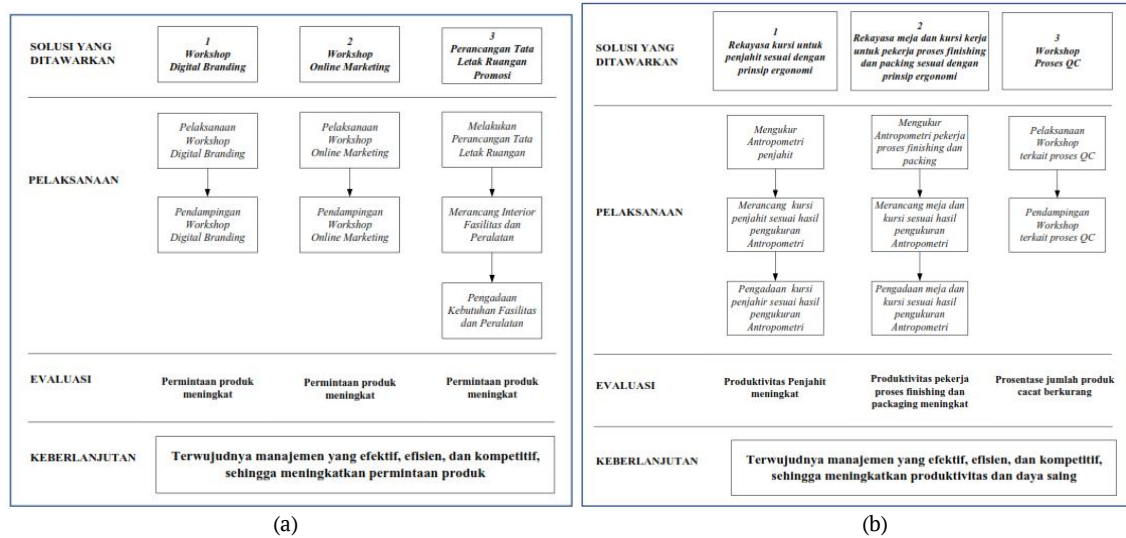 SOLUSI YANG
DITAWARKAN
1
Workshop
Digital Branding
2
Workshop
Online Marketing
3
Perancangan Tata
Letak Ruangan
Promosi
PELAKSANAAN
Pelaksanaan
Workshop
Digital Branding
Pelaksanaan
Workshop
Online Marketing
Melakukan
Perancangan Tata
Letak Ruangan
Pendampingan
Workshop
Digital Branding
Pendampingan
Workshop
Online Marketing
Merancang Interior
Fasilitas dan
Peralatan
Pengadaan
Kebutuhan Fasilitas
dan Peralatan
EVALUASI
Permintaan produk
meningkat
Permintaan produk
meningkat
Permintaan produk
meningkat
KEBERLANJUTAN
Terwujudnya manajemen yang efektif, efisien, dan kompetitif,
sehingga meningkatkan permintaan produk
(a)
SOLUSI YANG
DITAWARKAN
1
Rekayasa kursi untuk
penjahit sesuai dengan
prinsip ergonomi
2
Rekayasa meja dan kursi kerja
untuk pekerja proses finishing
dan packing sesuai dengan
prinsip ergonomi
3
Workshop
Proses QC
PELAKSANAAN
Mengukur
Antropometri
penjahit
Mengukur
Antropometri pekerja
proses finishing dan
packing
Pelaksanaan
Workshop
terkait proses QC
Merancang kursi
penjahit sesuai hasil
pengukuran
Antropometri
Merancang meja dan
kursi sesuai hasil
pengukuran
Antropometri
Pendampingan
Workshop
terkait proses QC
Pengadaan kursi
penjahir sesuai hasil
pengukuran
Antropometri
Pengadaan meja dan
kursi sesuai hasil
pengukuran
Antropometri
EVALUASI
Produktivitas Penjahit
meningkat
Produktivitas pekerja
proses finishing dan
packaging meningkat
Prosentase jumlah produk
cacat berkurang
KEBERLANJUTAN
Terwujudnya manajemen yang efektif, efisien, dan kompetitif,
sehingga meningkatkan produktivitas dan daya saing
(b)